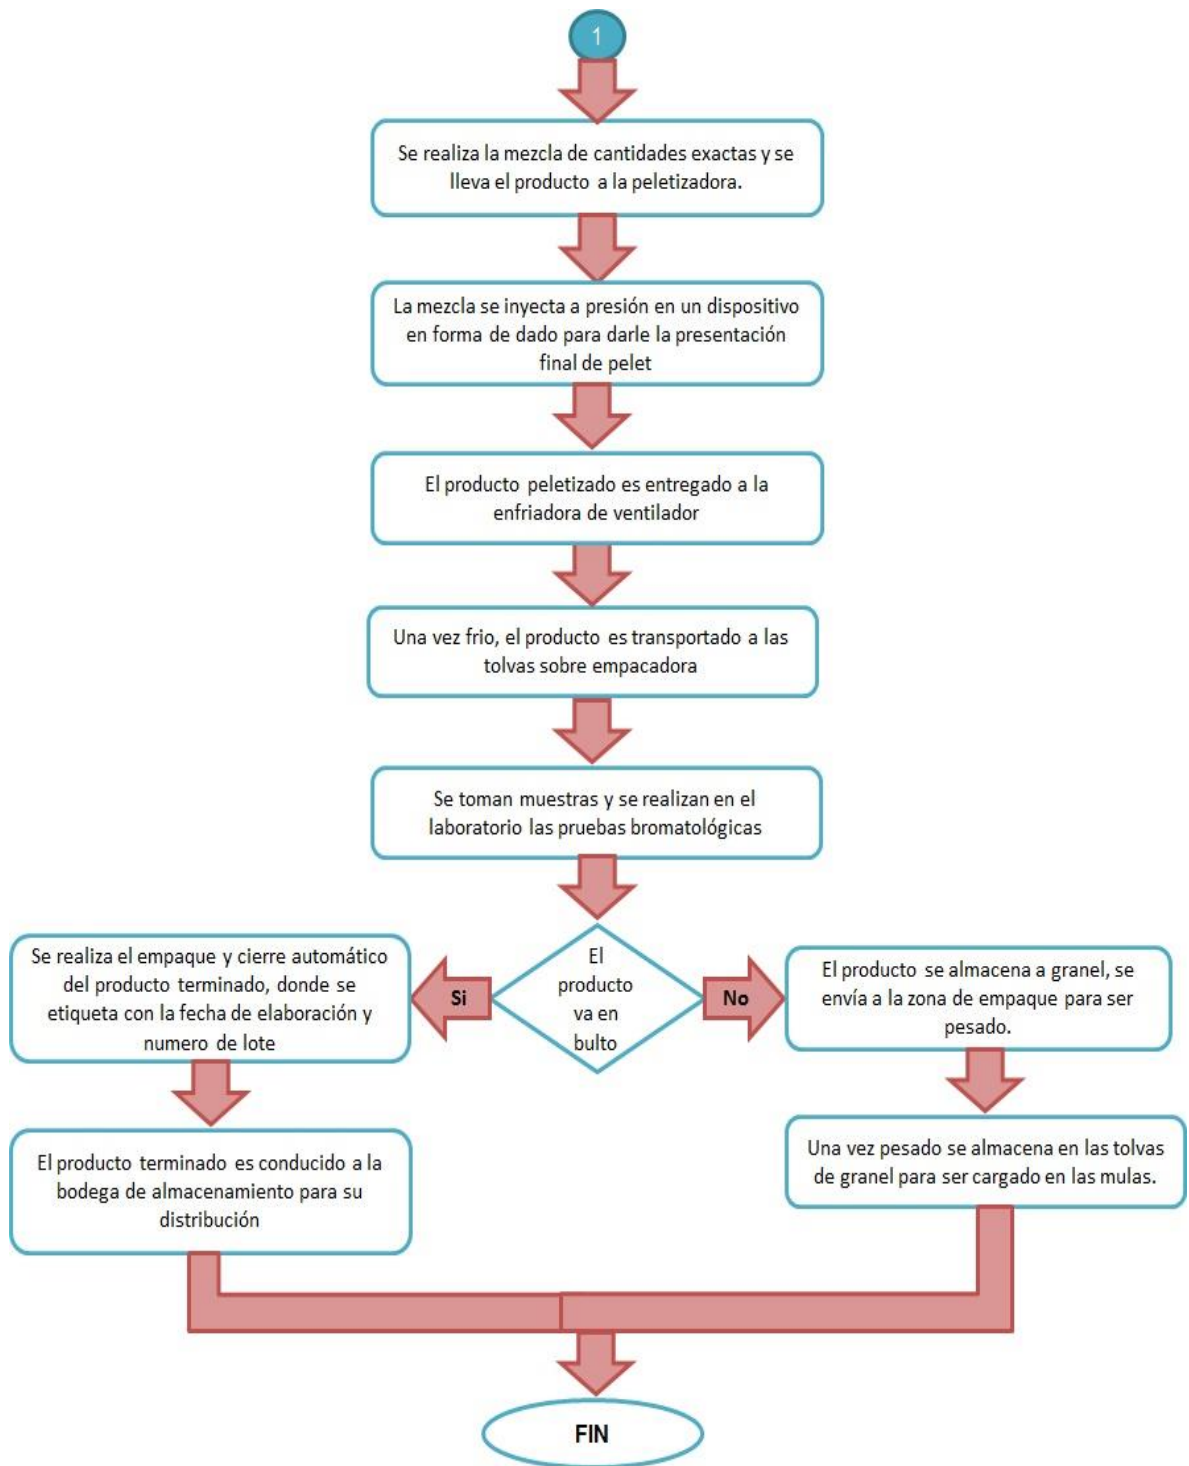 1
Se realiza la mezcla de cantidades exactas y se
lleva el producto a la peletizadora.
La mezcla se inyecta a presión en un dispositivo
en forma de dado para darle la presentación
final de pelet
El producto peletizado es entregado a la
enfriadora de ventilador
Una vez frio, el producto es transportado a las
tolvas sobre empacadora
Se toman muestras y se realizan en el
laboratorio las pruebas bromatológicas
El
producto
va en
bulto
Si
No
Se realiza el empaque y cierre automático
del producto terminado, donde se
etiqueta con la fecha de elaboración y
numero de lote
El producto se almacena a granel, se
envía a la zona de empaque para ser
pesado.
El producto terminado es conducido a la
bodega de almacenamiento para su
distribución
Una vez pesado se almacena en las tolvas
de granel para ser cargado en las mulas.
FIN